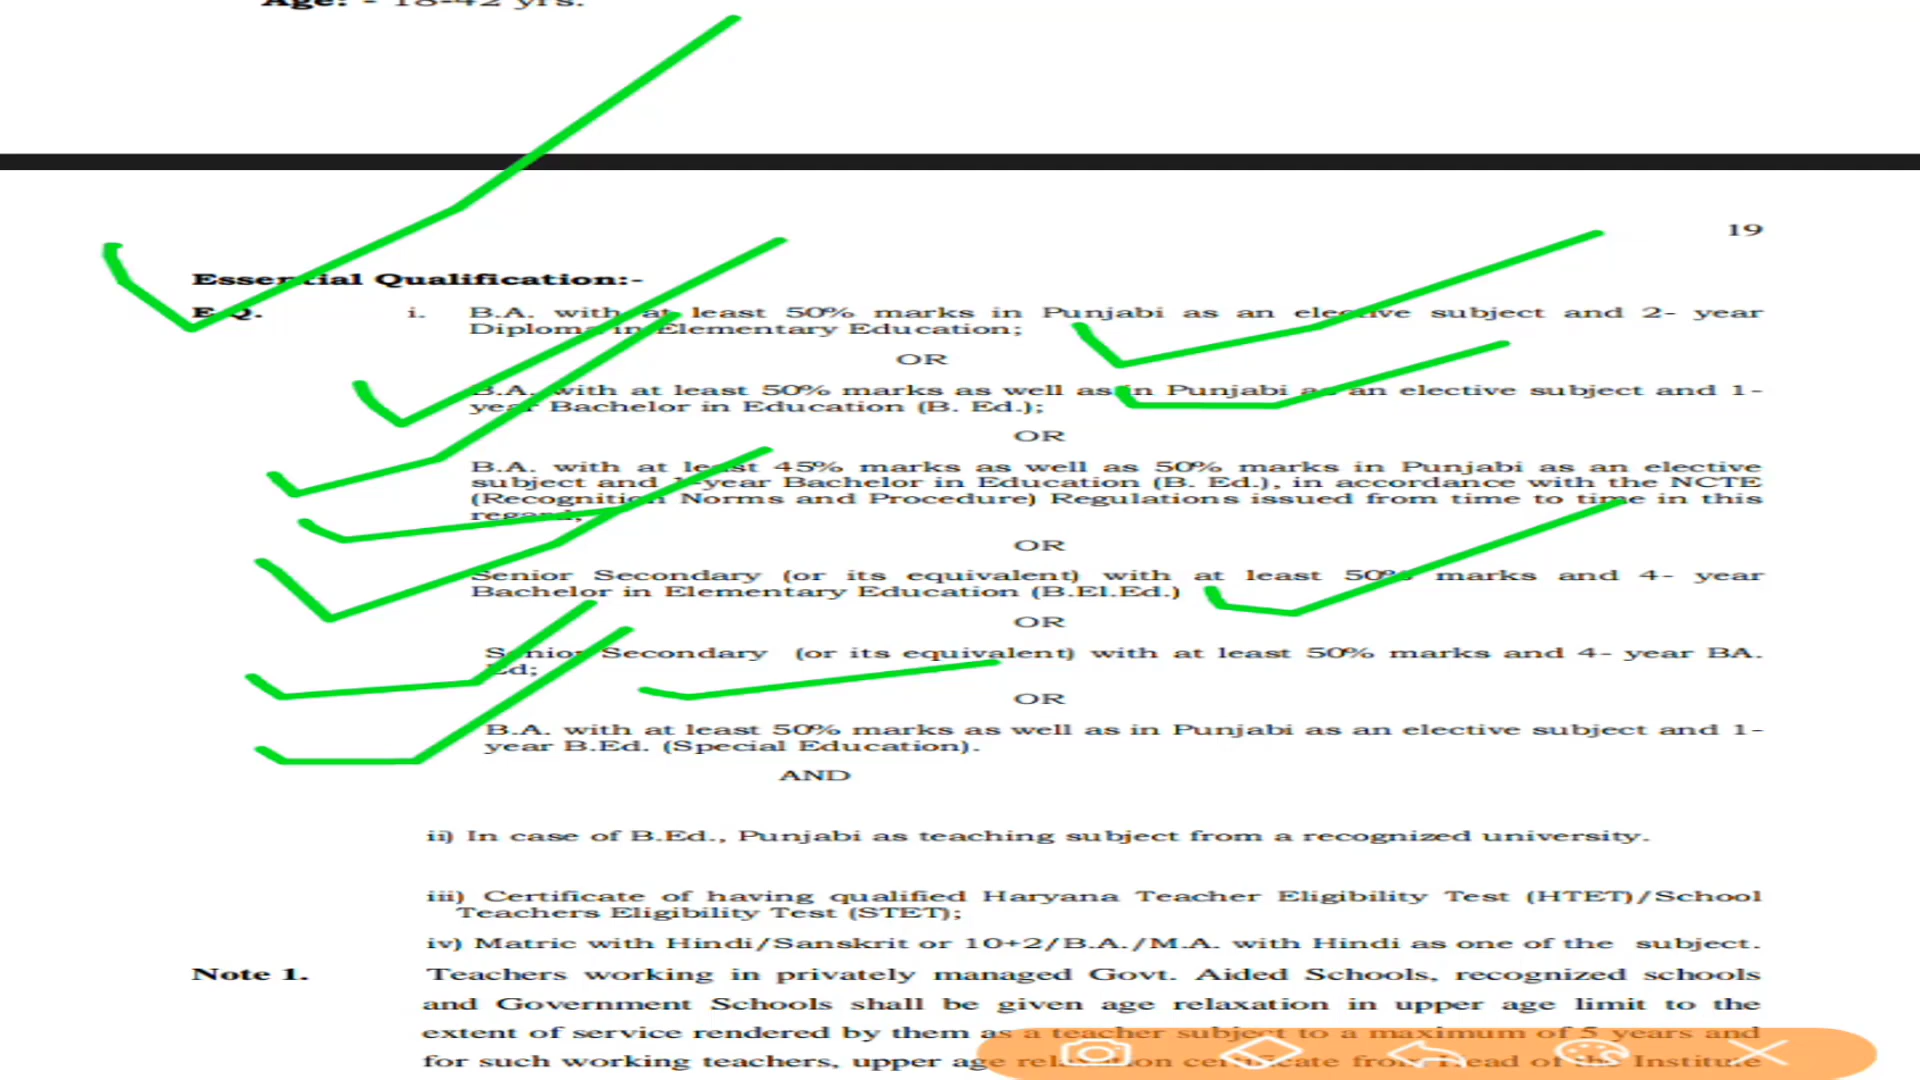 Age: - 18-42 yrs.
19
Essential Qualification:-
E.Q. i. B.A. with at least 50% marks in Punjabi as an elective subject and 2- year
Diploma in Elementary Education;
OR
B.A. with at least 50% marks as well as in Punjabi as an elective subject and 1-
year Bachelor in Education (B. Ed.);
OR
B.A. with at least 45% marks as well as 50% marks in Punjabi as an elective
subject and 1-year Bachelor in Education (B. Ed.), in accordance with the NCTE
(Recognition Norms and Procedure) Regulations issued from time to time in this
regard;
OR
Senior Secondary (or its equivalent) with at least 50% marks and 4- year
Bachelor in Elementary Education (B.El.Ed.)
OR
Senior Secondary (or its equivalent) with at least 50% marks and 4- year BA.
Ed;
OR
B.A. with at least 50% marks as well as in Punjabi as an elective subject and 1-
year B.Ed. (Special Education).
AND
ii) In case of B.Ed., Punjabi as teaching subject from a recognized university.
iii) Certificate of having qualified Haryana Teacher Eligibility Test (HTET)/School
Teachers Eligibility Test (STET);
iv) Matric with Hindi/Sanskrit or 10+2/B.A./M.A. with Hindi as one of the subject.
Note 1. Teachers working in privately managed Govt. Aided Schools, recognized schools
and Government Schools shall be given age relaxation in upper age limit to the
extent of service rendered by them as a teacher subject to a maximum of 5 years and
for such working teachers, upper age relaxation certificate from Head of the Institute